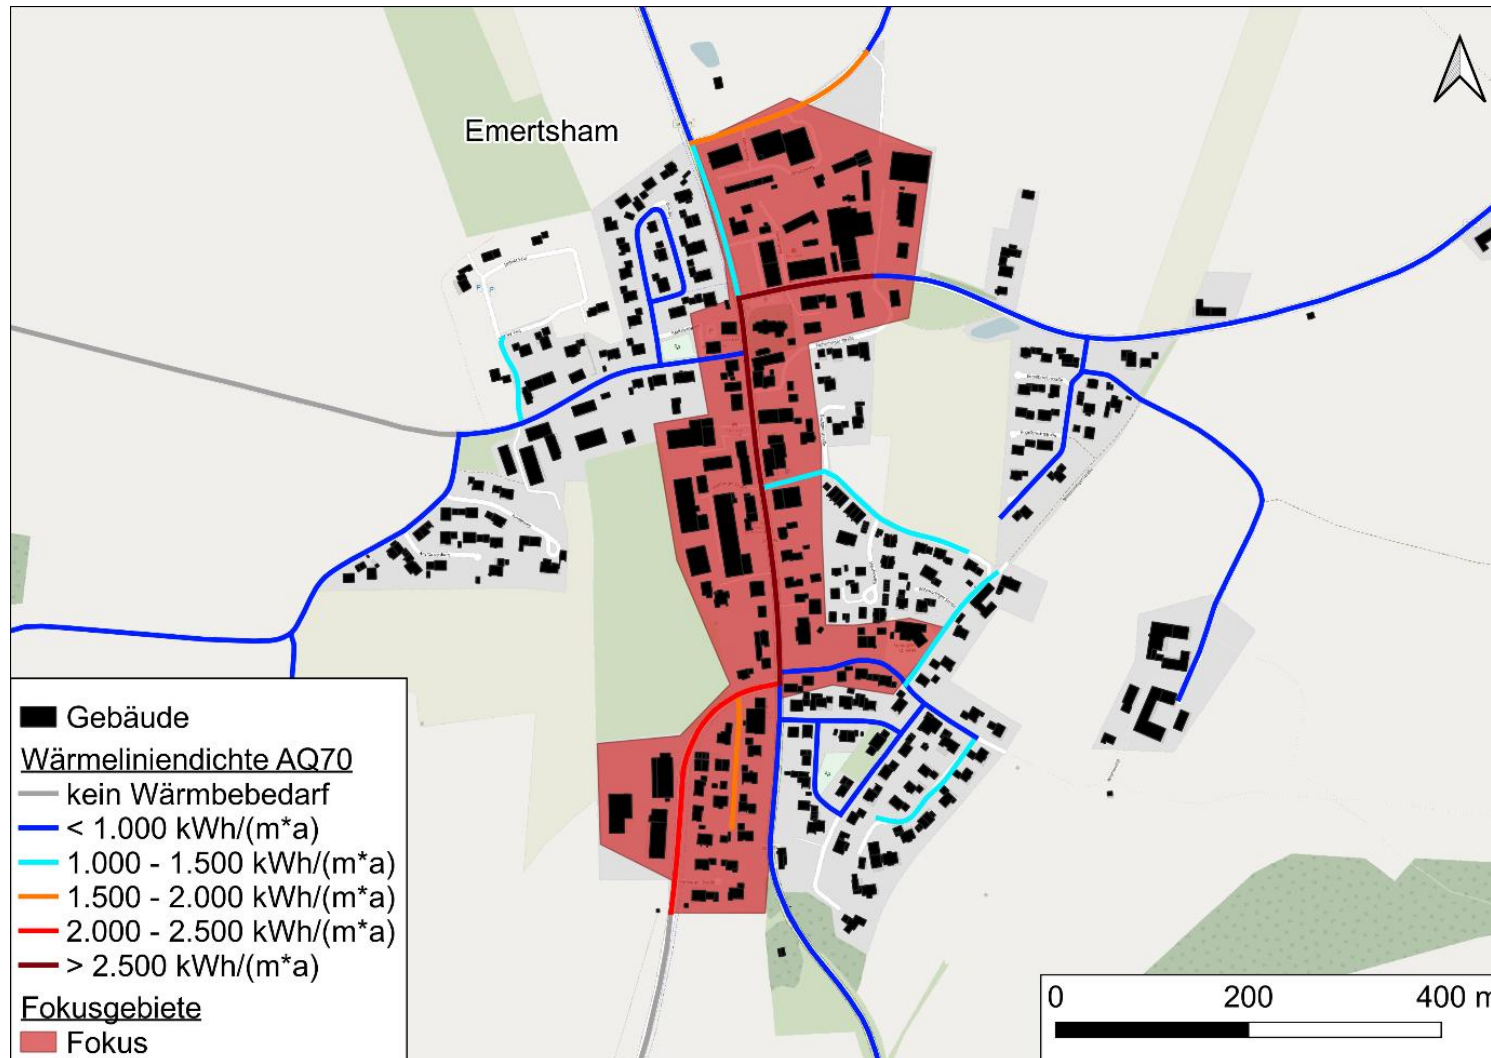 Emertsham
Gebäude
Wärmeliniendichte AQ70
kein Wärmbebedarf
< 1.000 kWh/(m*a)
1.000 - 1.500 kWh/(m*a)
1.500 - 2.000 kWh/(m*a)
2.000 - 2.500 kWh/(m*a)
> 2.500 kWh/(m*a)
Fokusgebiete
Fokus
0 200 400 m